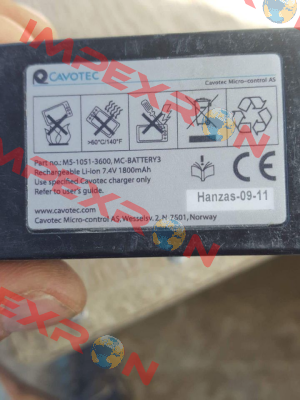 IMPEXRON
CAVOTEC
Cavotec Micro-control AS
>60°C/140°F
Part no. M5-1051-3600, MC-BATTERY3
Rechargeable Li-Ion 7.4V 1800mAh
Use specified Cavotec charger only
Refer to user's guide.
CE
www.cavotec.com
Hanzas-09-11
Cavotec Micro-control AS, Wesselsv. 2, N 7501, Norway
IMPEXRON